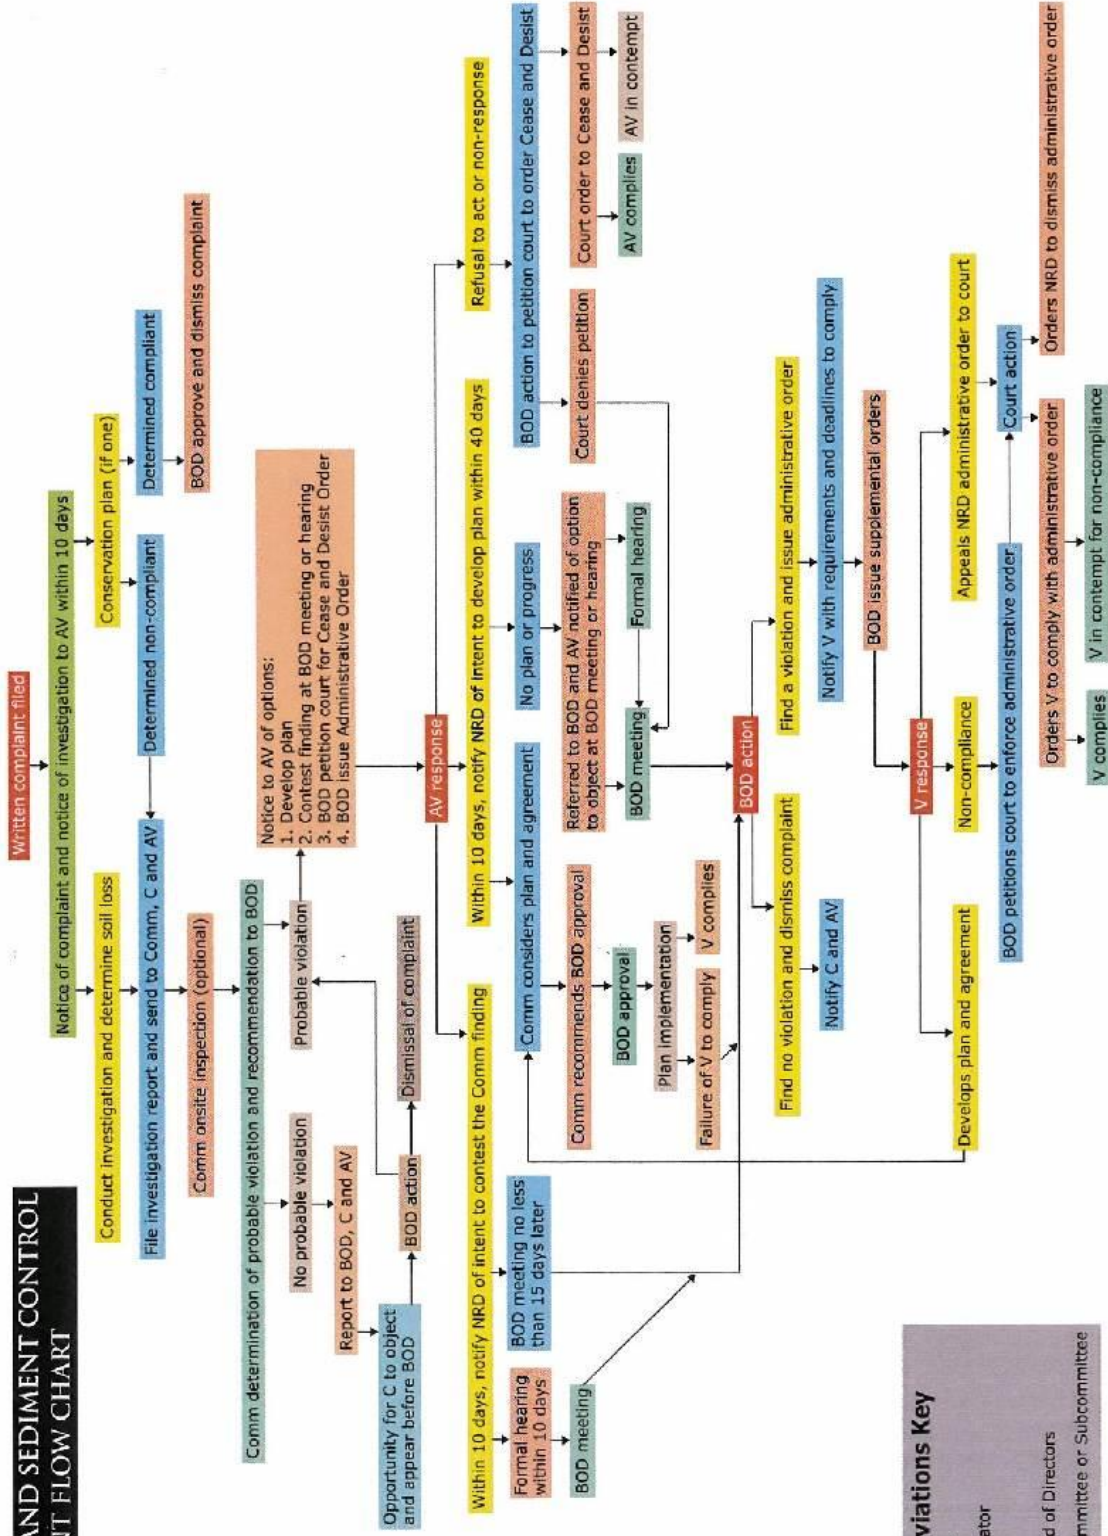 AND SEDIMENT CONTROL
FLOW CHART
Written complaint filed
Notice of complaint and notice of investigation to AV within 10 days
Conduct investigation and determine soil loss
Conservation plan (if one)
File investigation report and send to Comm, C and AV
Determined non-compliant
Determined compliant
Comm onsite inspection (optional)
BOD approve and dismiss complaint
Comm determination of probable violation and recommendation to BOD
No probable violation
Probable violation
Notice to AV of options:
1. Develop plan
2. Contest finding at BOD meeting or hearing
3. BOD petition court for Cease and Desist Order
4. BOD issue Administrative Order
Report to BOD, C and AV
Opportunity for C to object
and appear before BOD
BOD action
Dismissal of complaint
AV response
Within 10 days, notify NRD of intent to contest the Comm finding
Within 10 days, notify NRD of intent to develop plan within 40 days
Refusal to act or non-response
Formal hearing
within 10 days
BOD meeting no less
than 15 days later
Comm considers plan and agreement
No plan or progress
BOD action to petition court to order Cease and Desist
BOD meeting
Comm recommends BOD approval
Referred to BOD and AV notified of option
to object at BOD meeting or hearing
Court denies petition
Court order to Cease and Desist
BOD approval
BOD meeting
Formal hearing
AV complies
AV in contempt
Plan implementation
Failure of V to comply
V complies
BOD action
Find no violation and dismiss complaint
Find a violation and issue administrative order
Notify C and AV
Notify V with requirements and deadlines to comply
BOD issue supplemental orders
V response
Develops plan and agreement
Non-compliance
Appeals NRD administrative order to court
BOD petitions court to enforce administrative order
Court action
Orders V to comply with administrative order
Orders NRD to dismiss administrative order
V complies
V in contempt for non-compliance
Key
of Directors
or Subcommittee